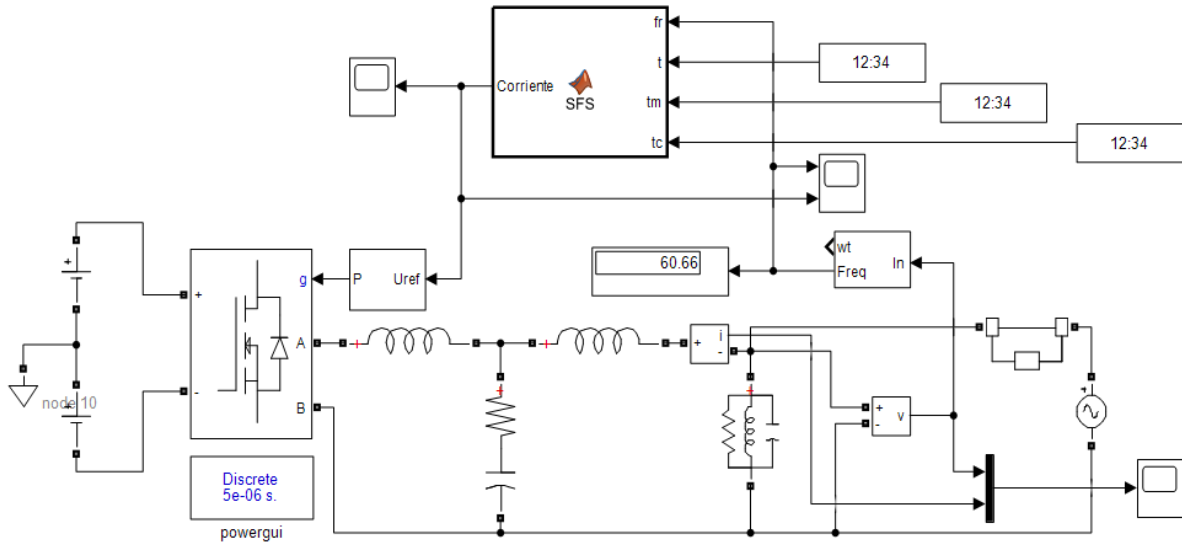 fr
t
12:34
Corriente
SFS
tm
12:34
tc
12:34
wt
60.66
Freq
In
g
P
Uref
+
+
+
i
-
A
+
v
-
-
node 10
+
B
+
Discrete
5e-06 s.
powergui